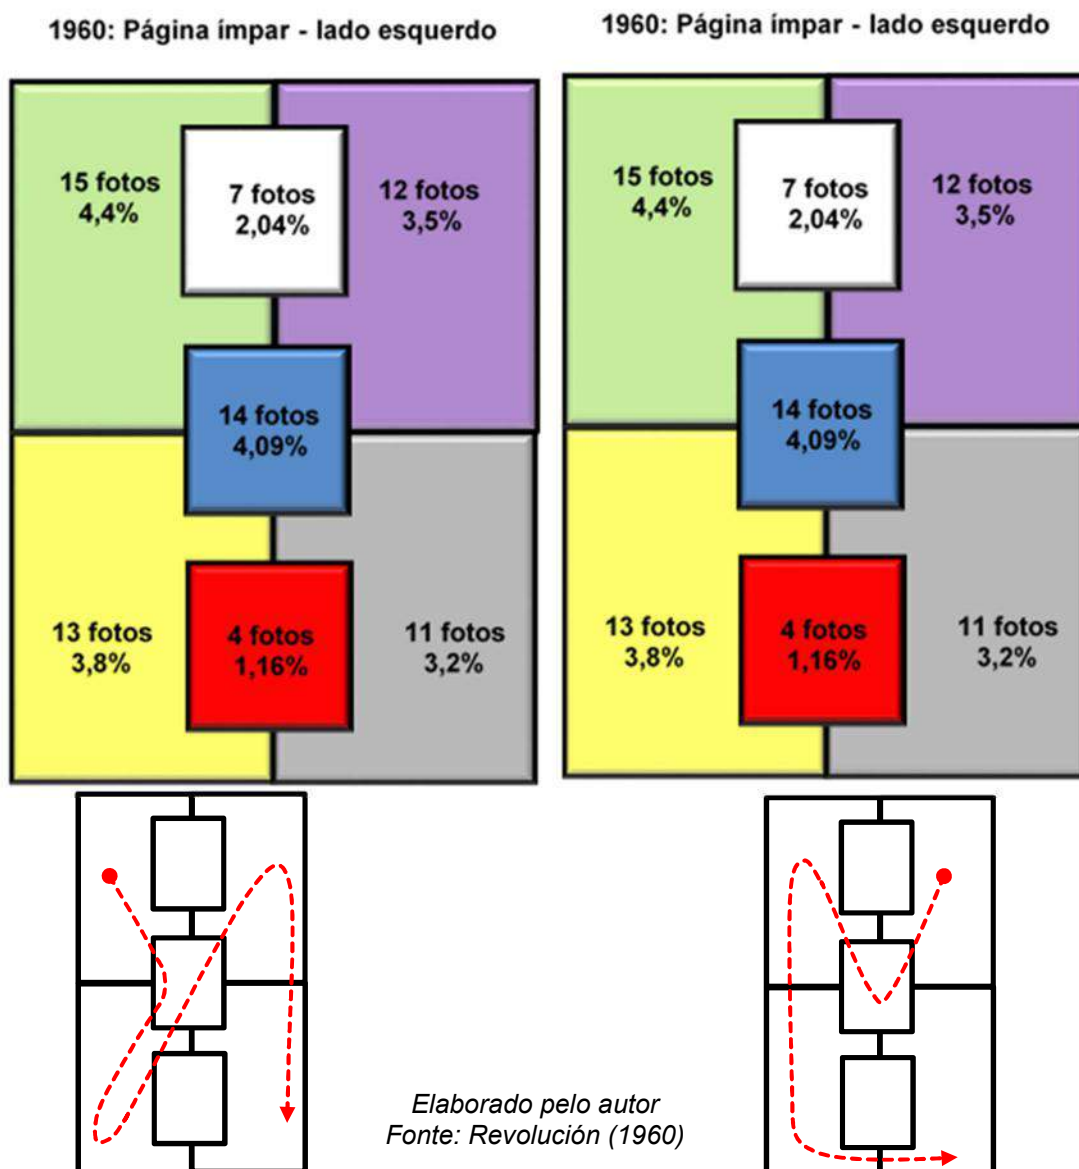 1960: Página ímpar - lado esquerdo
15 fotos
4,4%
7 fotos
2,04%
12 fotos
3,5%
14 fotos
4,09%
13 fotos
3,8%
4 fotos
1,16%
11 fotos
3,2%
1960: Página ímpar - lado esquerdo
15 fotos
4,4%
7 fotos
2,04%
12 fotos
3,5%
14 fotos
4,09%
13 fotos
3,8%
4 fotos
1,16%
11 fotos
3,2%
Elaborado pelo autor
Fonte: Revolución (1960)